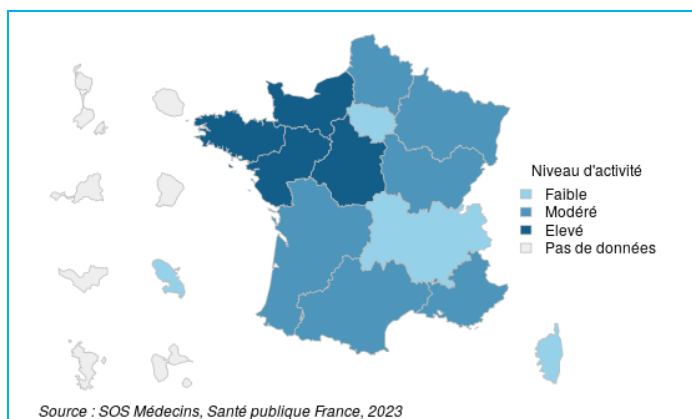 Niveau d'activité
Faible
Modéré
Elevé
Pas de données
Source : SOS Médecins, Santé publique France, 2023